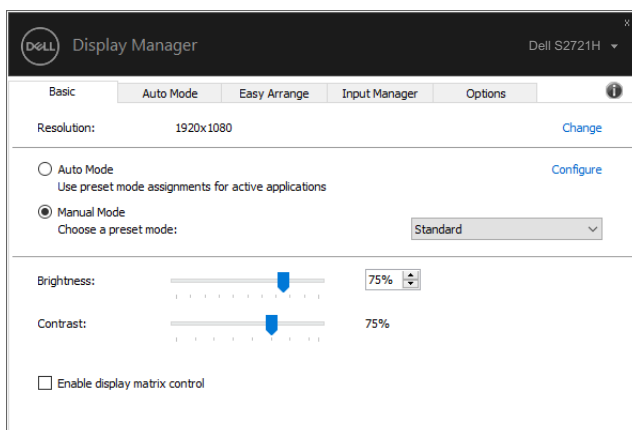 x
DELL Display Manager Dell S2721H
Basic Auto Mode Easy Arrange Input Manager Options
Resolution: 1920x1080 Change
Auto Mode Configure
Use preset mode assignments for active applications
Manual Mode
Choose a preset mode: Standard
Brightness: 75%
Contrast: 75%
Enable display matrix control